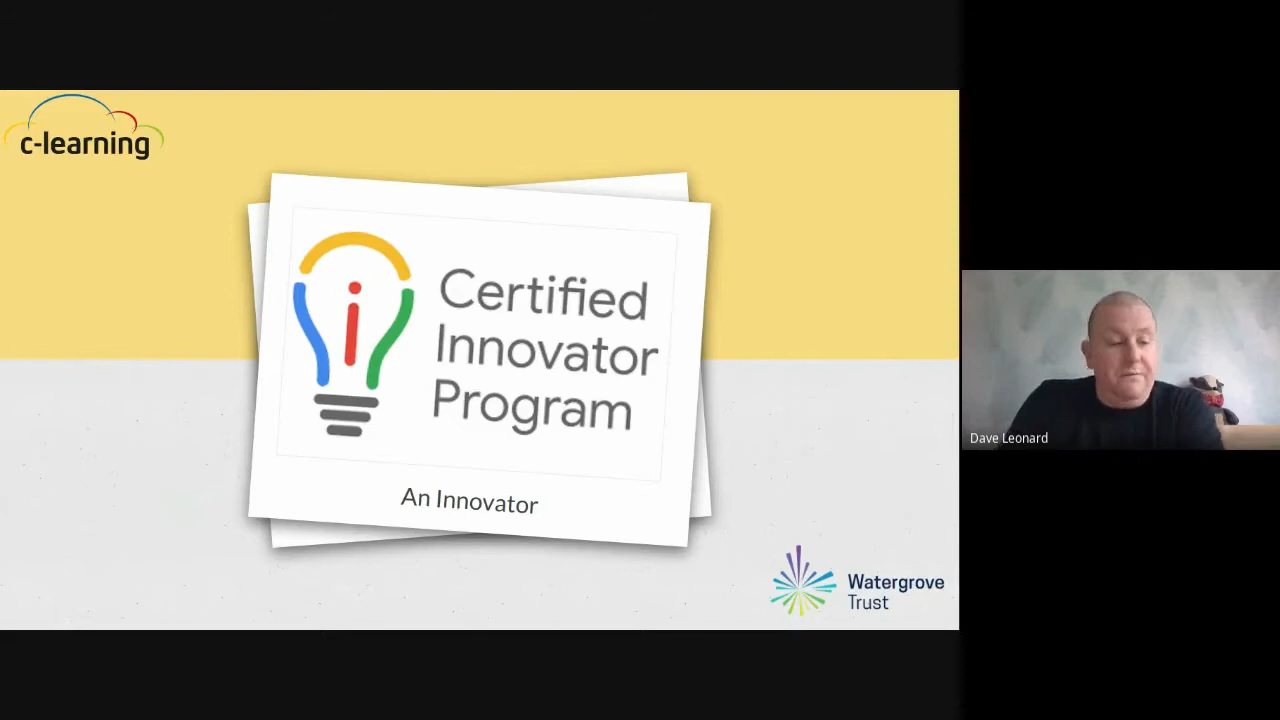 c-learning
Certified
Innovator
Program
An Innovator
Watergrove
Trust
Dave Leonard